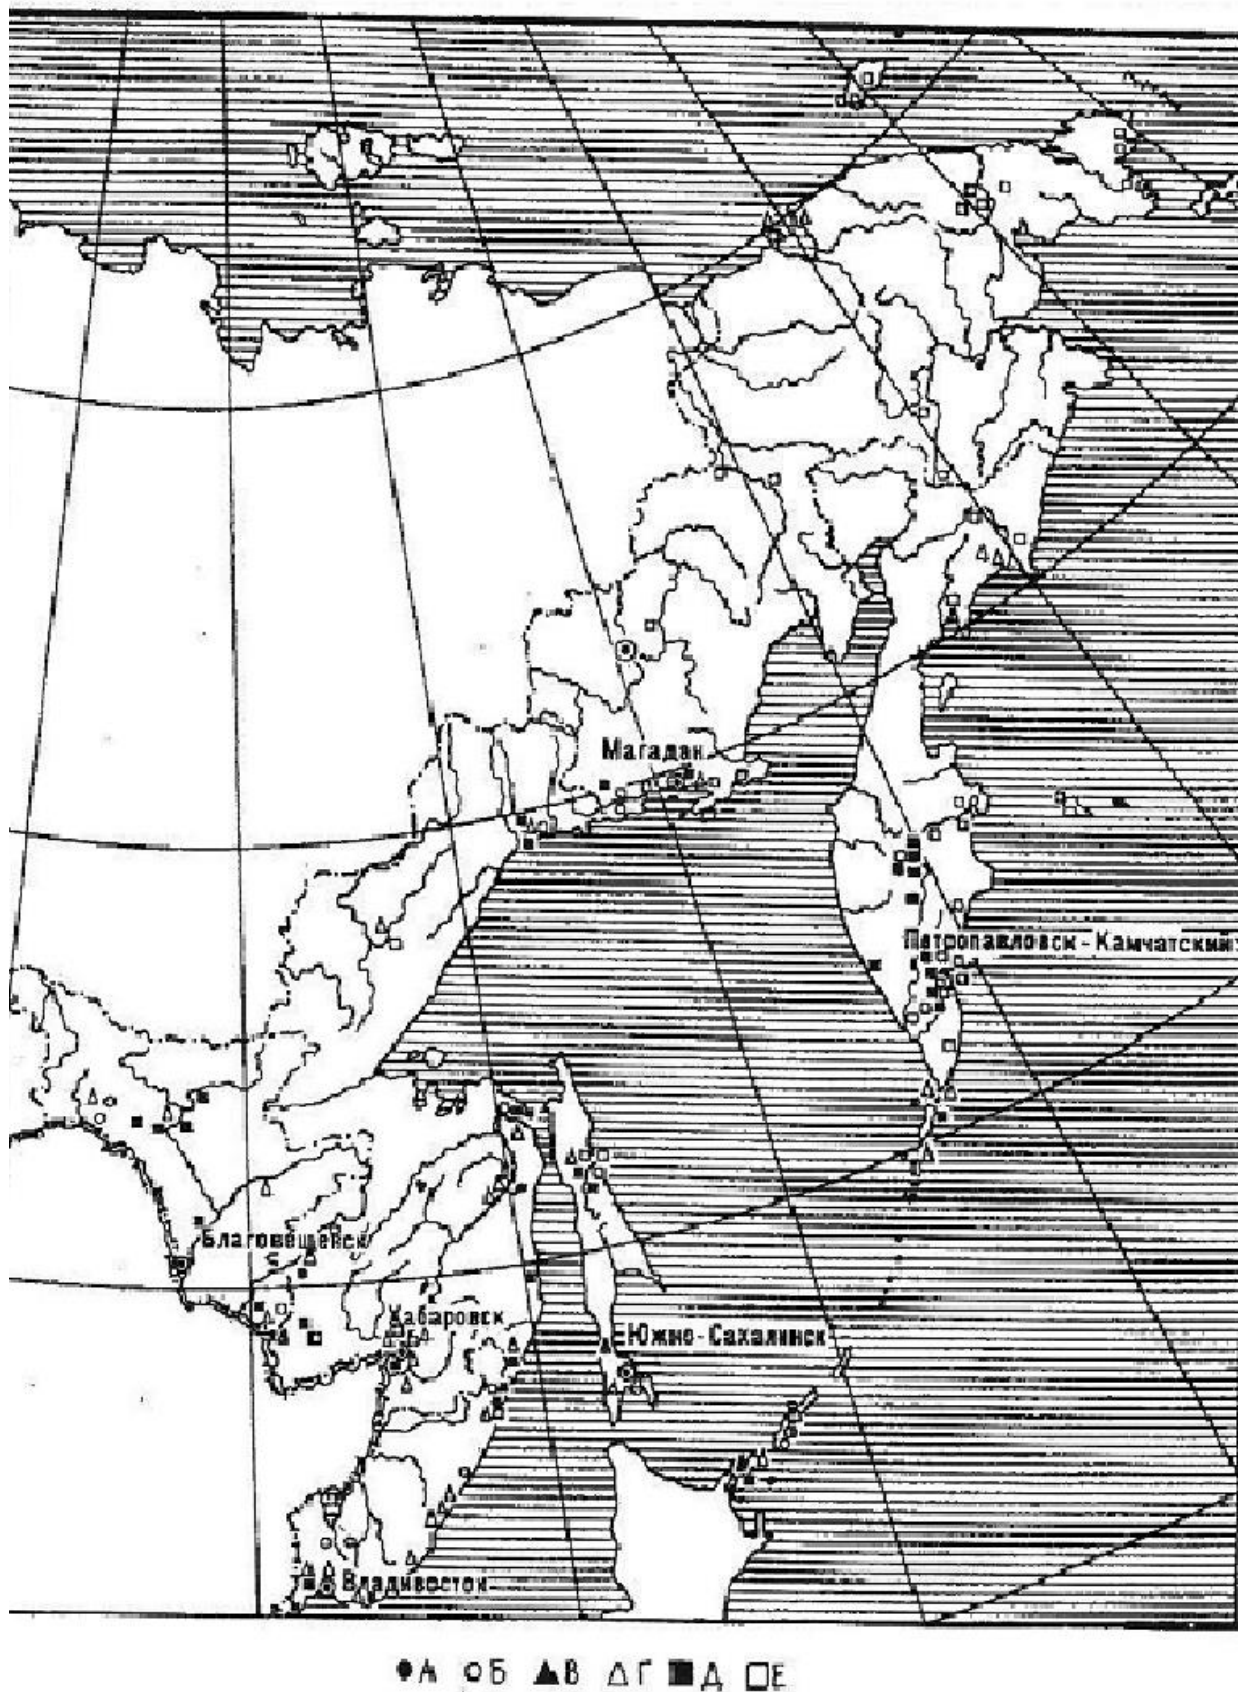 Магадан
Петропавловск-Камчатский
Благовещенск
Хабаровск
Южно-Сахалинск
Владивосток
А Б В Г Д Е